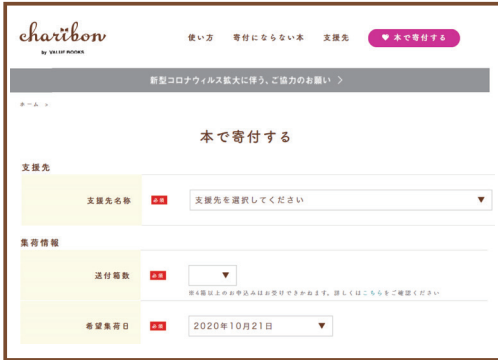 charibon
by VALUE BOOKS
使い方 寄付にならない本 支援先 ♥ 本で寄付する
新型コロナウィルス拡大に伴う、ご協力のお願い 〉
ホーム >
本で寄付する
支援先
支援先名称 必須 支援先を選択してください ▼
集荷情報
送付箱数 必須 ▼
※6箱以上のお申込みはお受けできかねます。詳しくはこちらをご確認ください
希望集荷日 必須 2020年10月21日 ▼